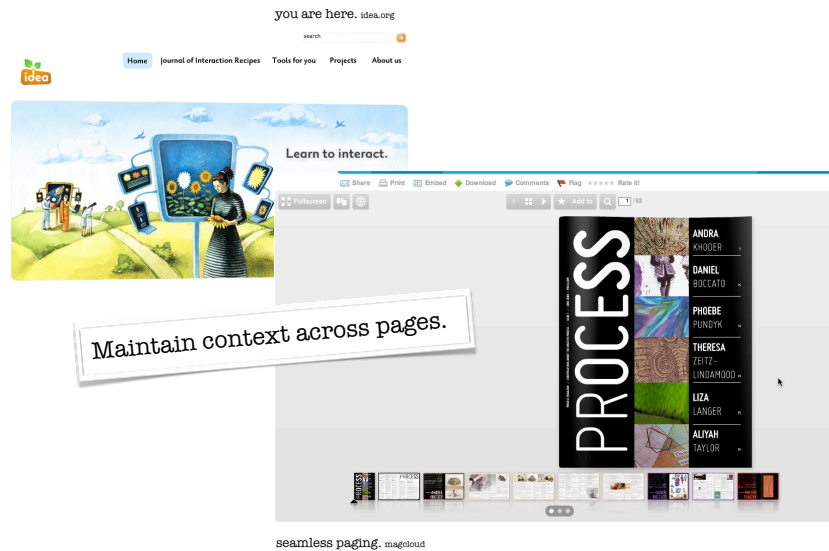 you are here. idea.org
search
idea
Home Journal of Interaction Recipes Tools for you Projects About us
Learn to interact.
Share Print Embed Download Comments Flag Rate it!
Fullscreen Add to 1 / 52
PROCESS
ANDRA
KHODER
DANIEL
BOCCATO
PHOEBE
PUNDYK
THERESA
ZEITZ-
LINDAMOOD
LIZA
LANGER
ALIYAH
TAYLOR
Maintain context across pages.
PROCESS
PROCESS
seamless paging. magcloud